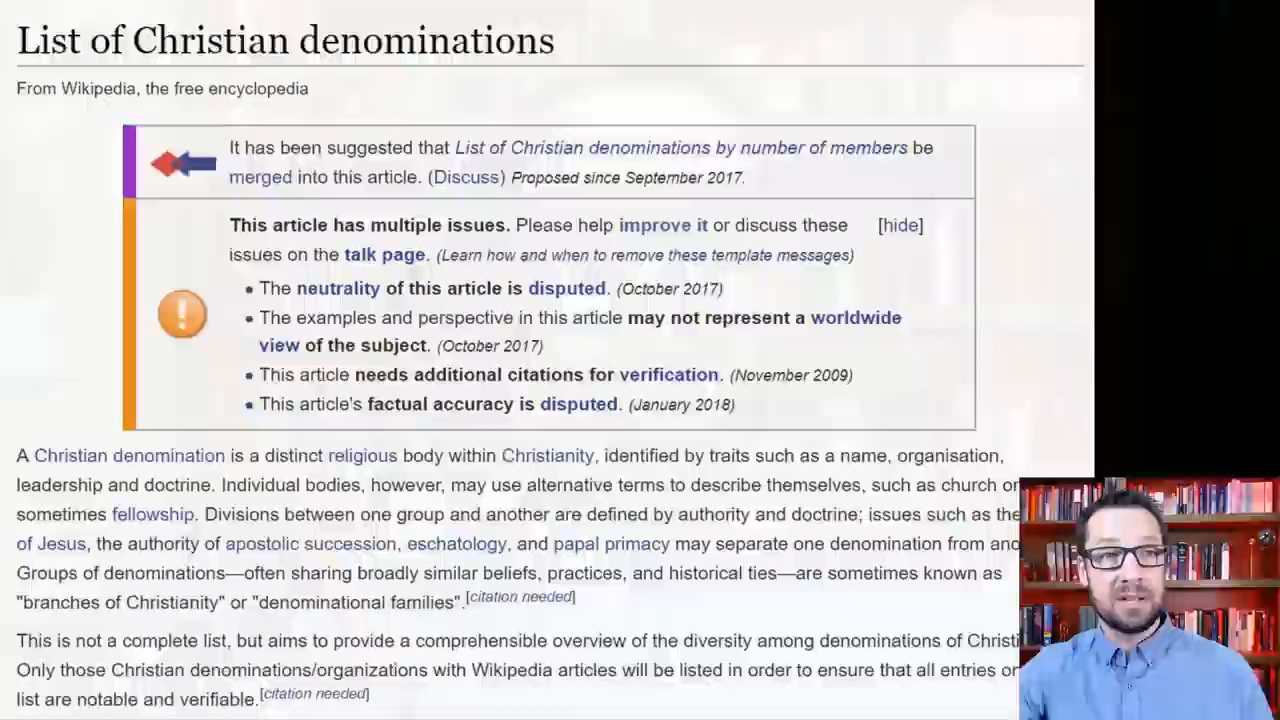 List of Christian denominations
From Wikipedia, the free encyclopedia
It has been suggested that List of Christian denominations by number of members be
merged into this article. (Discuss) Proposed since September 2017.
This article has multiple issues. Please help improve it or discuss these [hide]
issues on the talk page. (Learn how and when to remove these template messages)
• The neutrality of this article is disputed. (October 2017)
• The examples and perspective in this article may not represent a worldwide
view of the subject. (October 2017)
• This article needs additional citations for verification. (November 2009)
• This article's factual accuracy is disputed. (January 2018)
A Christian denomination is a distinct religious body within Christianity, identified by traits such as a name, organisation,
leadership and doctrine. Individual bodies, however, may use alternative terms to describe themselves, such as church or
sometimes fellowship. Divisions between one group and another are defined by authority and doctrine; issues such as the
of Jesus, the authority of apostolic succession, eschatology, and papal primacy may separate one denomination from
Groups of denominations—often sharing broadly similar beliefs, practices, and historical ties—are sometimes known as
"branches of Christianity" or "denominational families".[citation needed]
This is not a complete list, but aims to provide a comprehensible overview of the diversity among denominations of
Only those Christian denominations/organizations with Wikipedia articles will be listed in order to ensure that all entries
list are notable and verifiable.[citation needed]